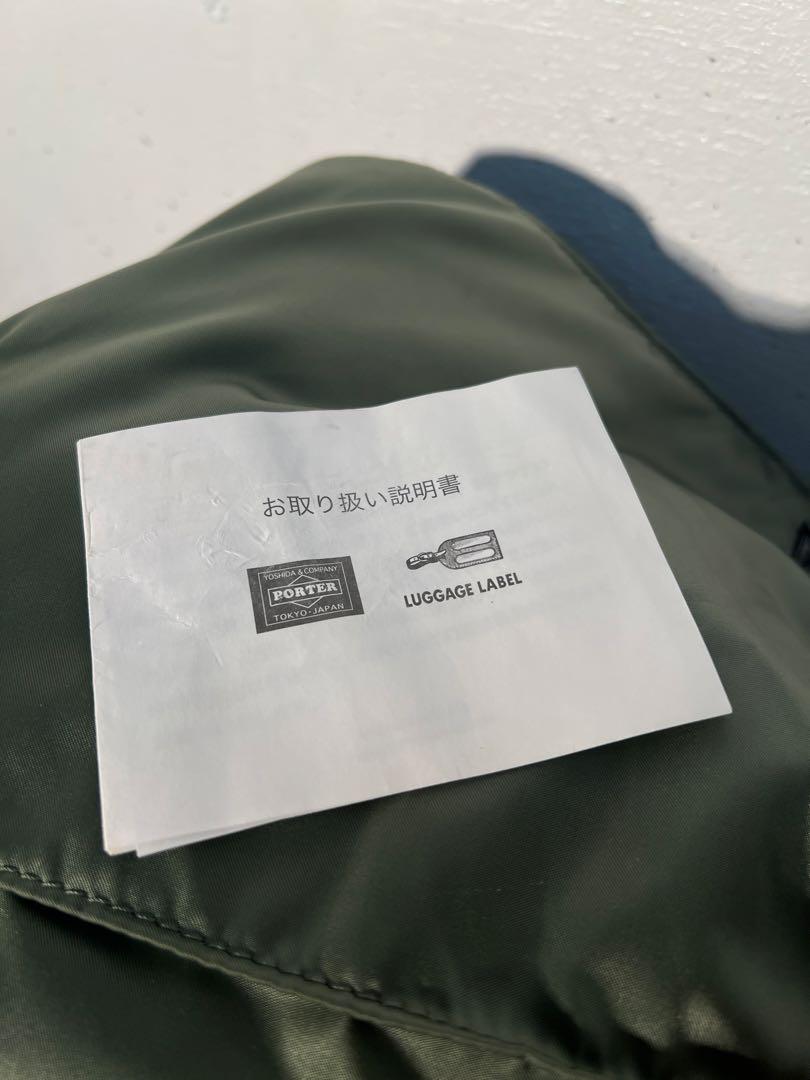 お取り扱い説明書
YOSHIDA & COMPANY
PORTER
TOKYO-JAPAN
LUGGAGE LABEL